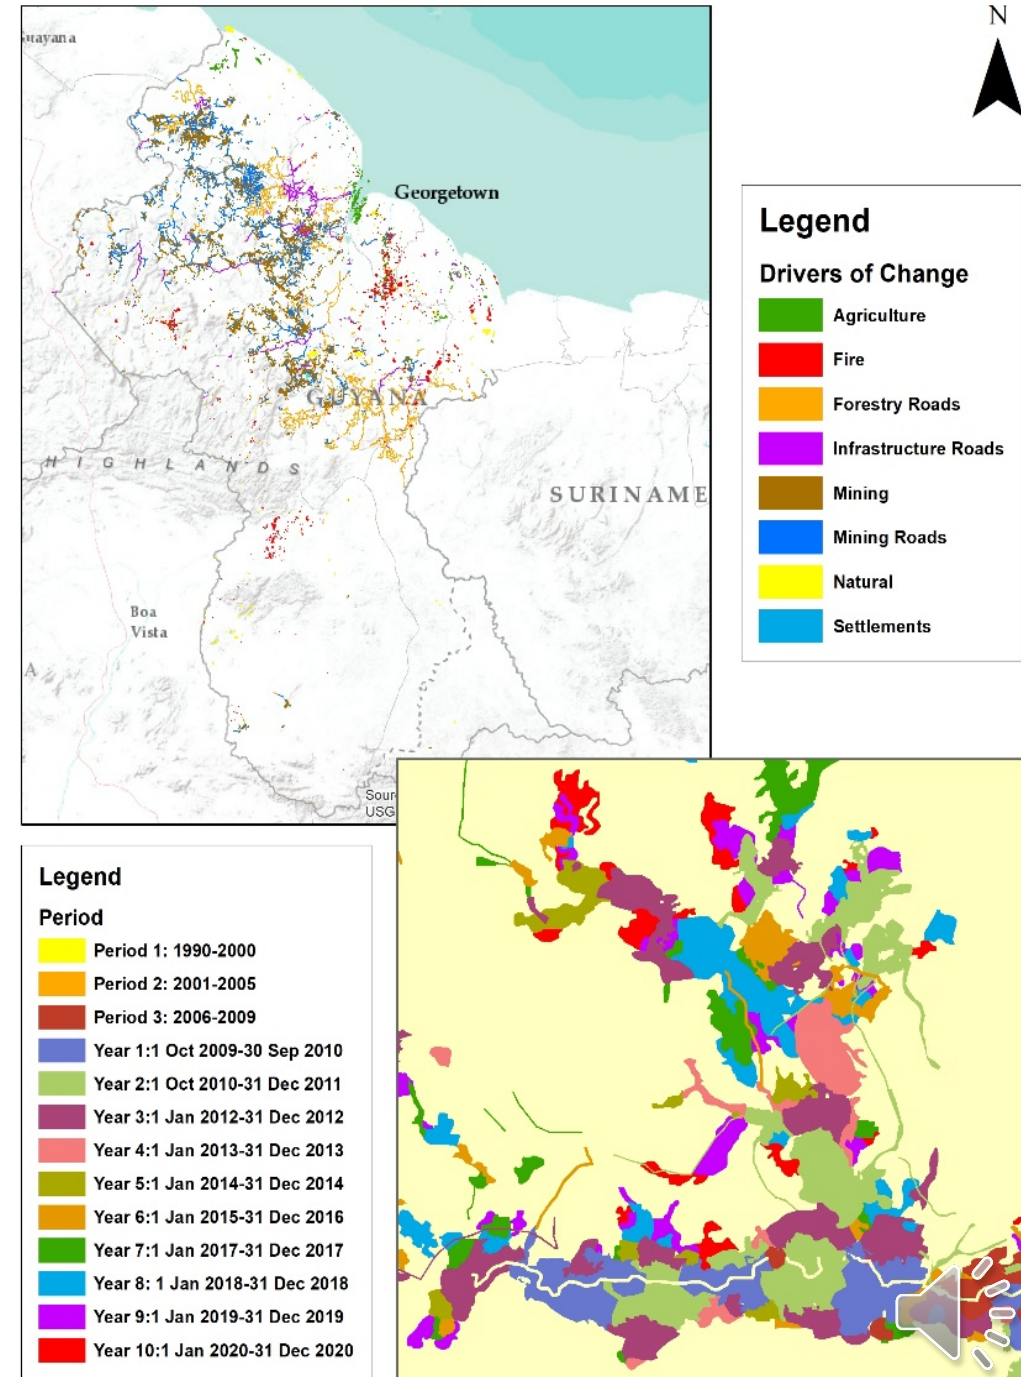 N
Guayana
Georgetown
GUYANA
HIGHLANDS
SURINAME
Boa
Vista
A
Sour
USG
Legend
Drivers of Change
Agriculture
Fire
Forestry Roads
Infrastructure Roads
Mining
Mining Roads
Natural
Settlements
Legend
Period
Period 1: 1990-2000
Period 2: 2001-2005
Period 3: 2006-2009
Year 1:1 Oct 2009-30 Sep 2010
Year 2:1 Oct 2010-31 Dec 2011
Year 3:1 Jan 2012-31 Dec 2012
Year 4:1 Jan 2013-31 Dec 2013
Year 5:1 Jan 2014-31 Dec 2014
Year 6:1 Jan 2015-31 Dec 2016
Year 7:1 Jan 2017-31 Dec 2017
Year 8: 1 Jan 2018-31 Dec 2018
Year 9:1 Jan 2019-31 Dec 2019
Year 10:1 Jan 2020-31 Dec 2020